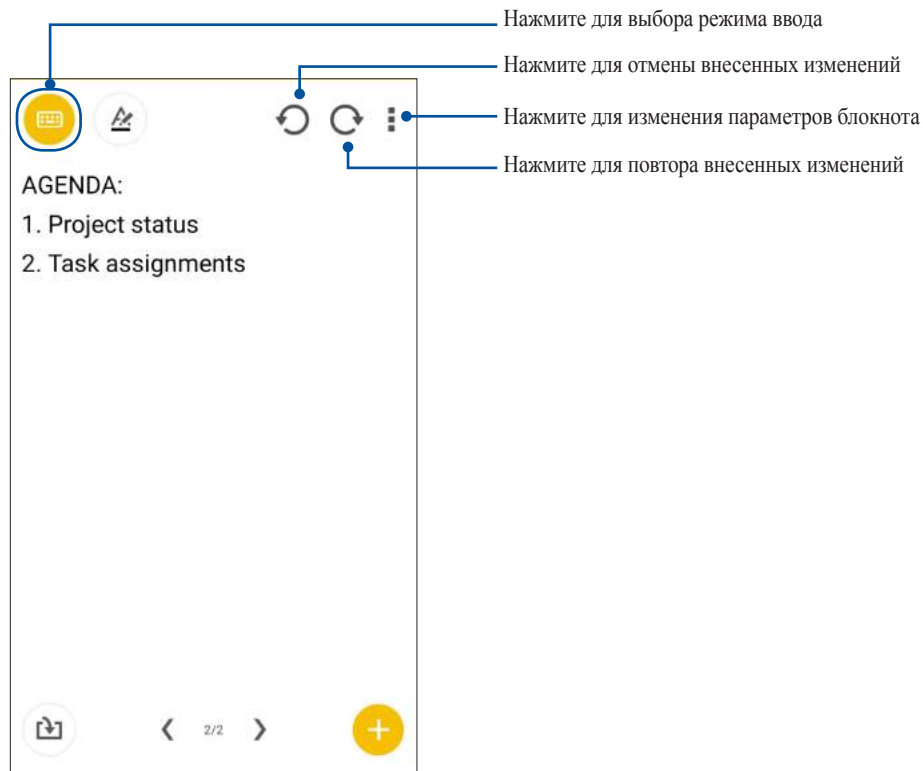 Нажмите для выбора режима ввода
Нажмите для отмены внесенных изменений
Нажмите для изменения параметров блокнота
Нажмите для повтора внесенных изменений
AGENDA:
1. Project status
2. Task assignments
2/2